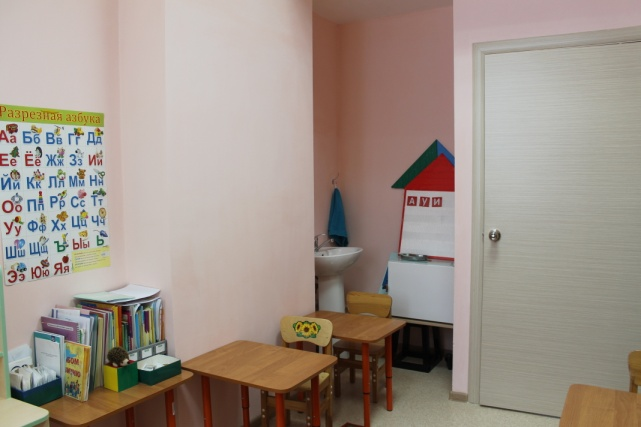 Разрезная азбука
Аа Бб Вв Гг Дд
Ее Ёё Жж Зз Ии
Йй Кк Лл Мм Нн
Оо Пп Рр Сс Тт
Уу Фф Хх Цц Чч
Шш Щщ Ъ Ыы Ь
Ээ Юю Яя
А У И